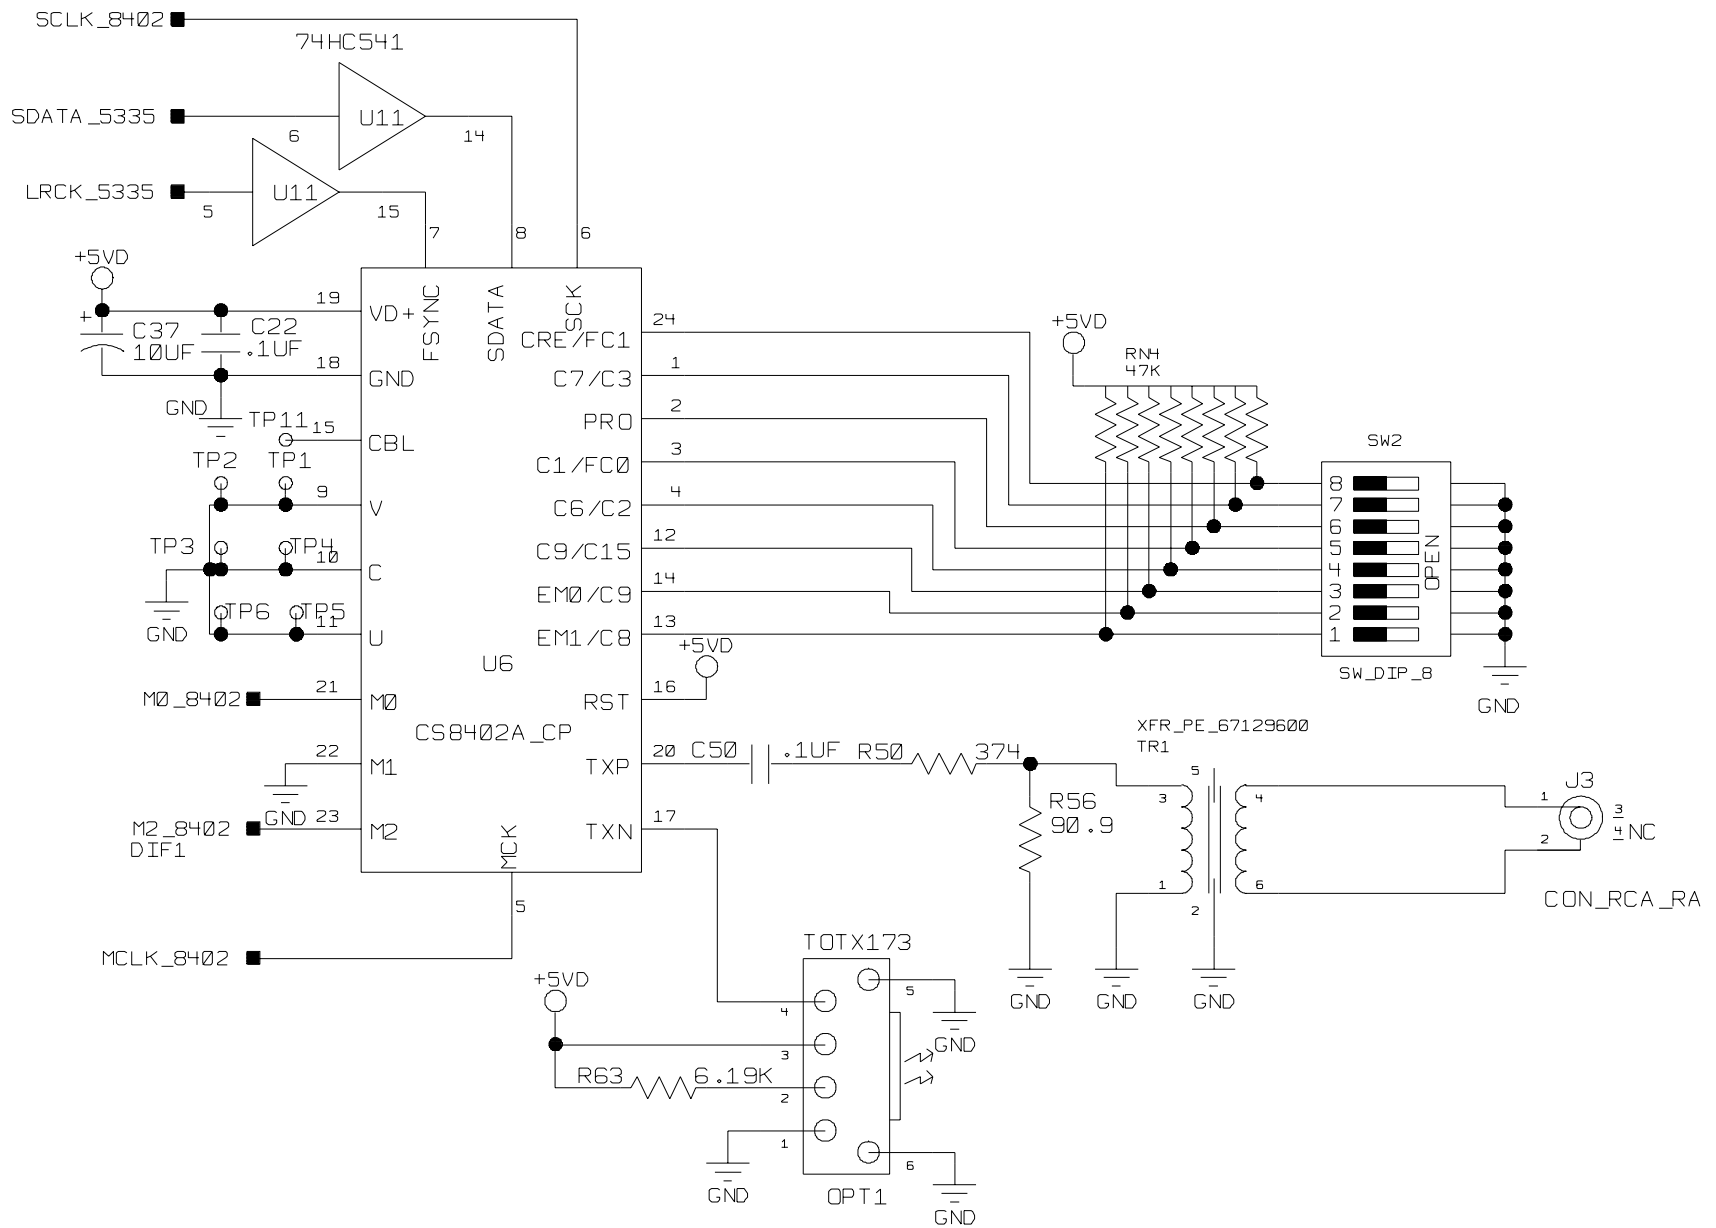 SCLK_8402
74HC541
SDATA_5335
U11
6
14
LRCK_5335
U11
5
15
7
8
6
+5VD
19
VD+
FSYNC
SDATA
SCK
+
C37
10UF
C22
.1UF
18
GND
GND
TP11
15
CBL
TP2
TP1
9
V
TP3
TP4
10
C
GND
TP6
TP5
11
U
M0_8402
21
M0
22
M1
GND
M2_8402
DIF1
23
M2
U6
CS8402A_CP
MCK
5
MCLK_8402
CRE/FC1
24
C7/C3
1
PRO
2
C1/FC0
3
C6/C2
4
C9/C15
12
EM0/C9
14
EM1/C8
13
RST
16
+5VD
TXP
20
TXN
17
+5VD
RN4
47K
SW2
8
7
6
5
4
3
2
1
OPEN
SW_DIP_8
GND
C50
.1UF
R50
374
R56
90.9
GND
XFR_PE_67129600
TR1
5
3
4
1
6
2
GND
GND
J3
1
2
3
4
NC
CON_RCA_RA
TOTX173
+5VD
4
5
GND
3
R63
6.19K
2
1
GND
6
GND
OPT1